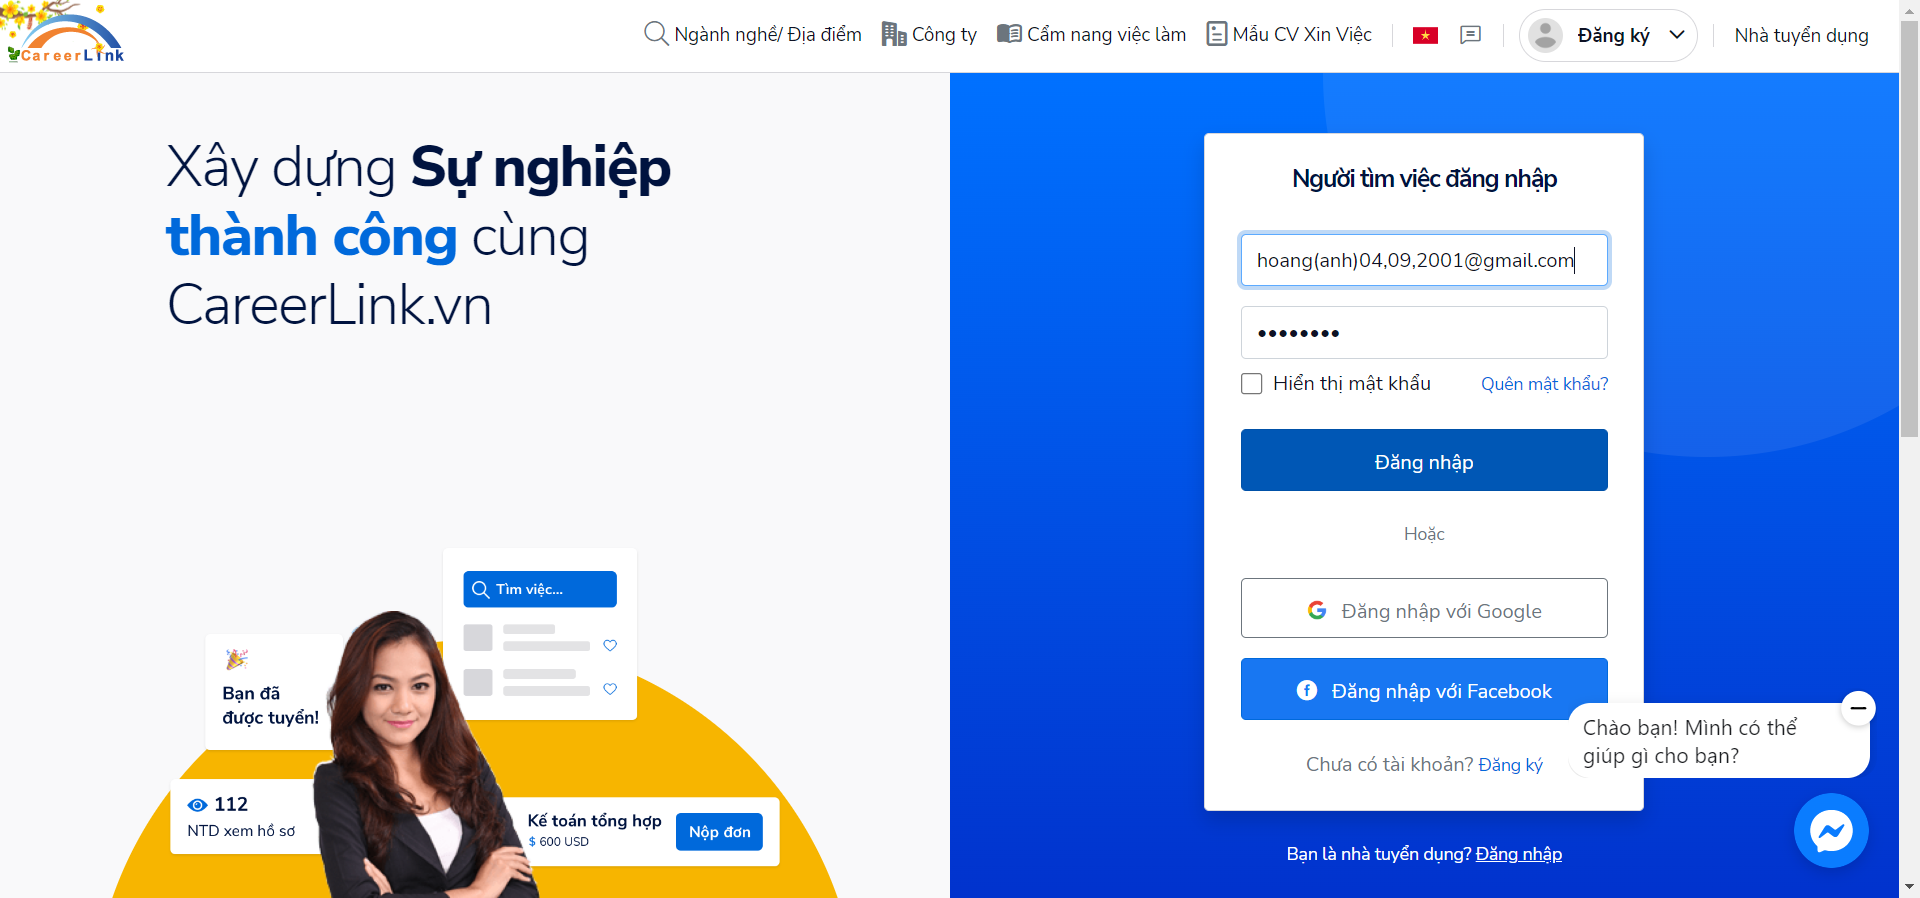 CareerLink
Ngành nghề/ Địa điểm
Công ty
Cẩm nang việc làm
Mẫu CV Xin Việc
Đăng ký
Nhà tuyển dụng
Xây dựng Sự nghiệp
thành công cùng
CareerLink.vn
Tìm việc...
Bạn đã
được tuyển!
112
NTD xem hồ sơ
Kế toán tổng hợp
$ 600 USD
Nộp đơn
Người tìm việc đăng nhập
hoang(anh)04,09,2001@gmail.com
••••••••
Hiển thị mật khẩu
Quên mật khẩu?
Đăng nhập
Hoặc
Đăng nhập với Google
Đăng nhập với Facebook
Chưa có tài khoản? Đăng ký
Bạn là nhà tuyển dụng? Đăng nhập
Chào bạn! Mình có thể
giúp gì cho bạn?